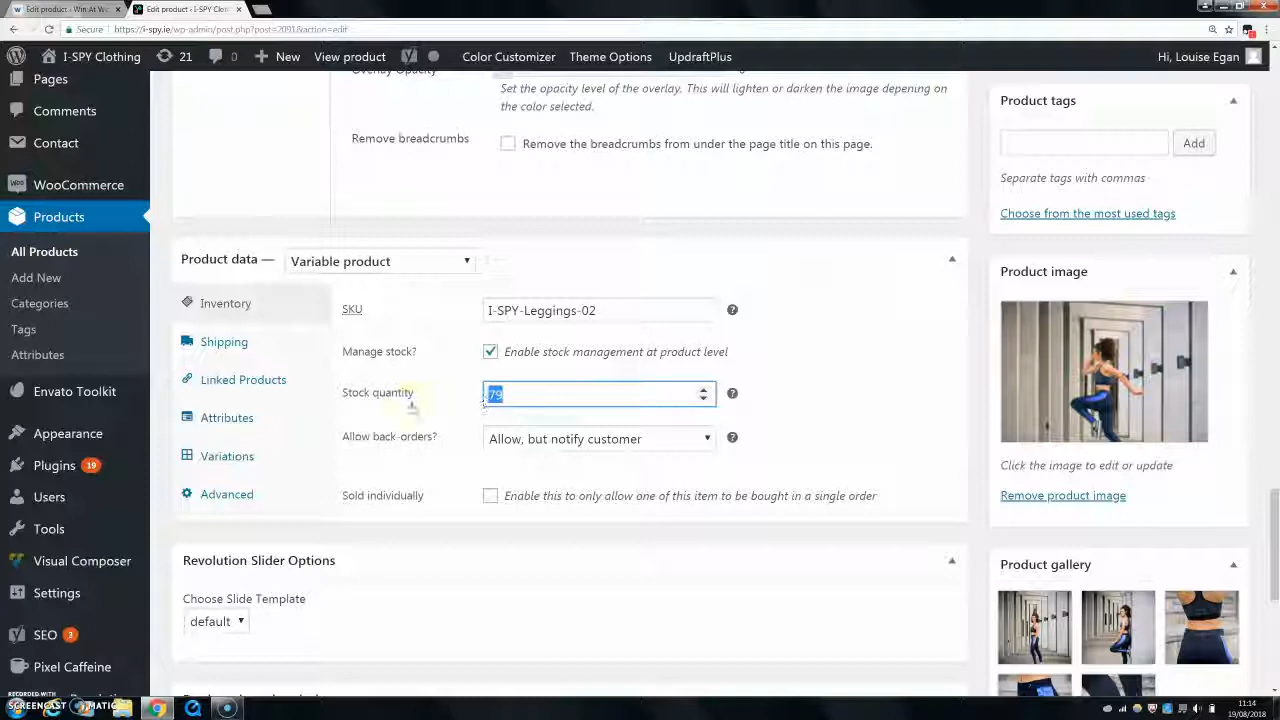 Edit product ‹ Win At W
Edit product ‹ I-SPY Clo
Secure
https://i-spy.ie/wp-admin/post.php?post=2091&action=edit
I-SPY Clothing
21
0
New
View product
Color Customizer
Theme Options
UpdraftPlus
Hi, Louise Egan
Pages
Comments
Contact
WooCommerce
Products
All Products
Add New
Categories
Tags
Attributes
Envato Toolkit
Appearance
Plugins 19
Users
Tools
Visual Composer
Settings
SEO 3
Pixel Caffeine
Overlay Opacity
Set the opacity level of the overlay. This will lighten or darken the image depening on
the color selected.
Remove breadcrumbs
Remove the breadcrumbs from under the page title on this page.
Product data —
Variable product
Inventory
Shipping
Linked Products
Attributes
Variations
Advanced
SKU
I-SPY-Leggings-02
Manage stock?
Enable stock management at product level
Stock quantity
79
Allow back-orders?
Allow, but notify customer
Sold individually
Enable this to only allow one of this item to be bought in a single order
Revolution Slider Options
Choose Slide Template
default
Product tags
Add
Separate tags with commas
Choose from the most used tags
Product image
Click the image to edit or update
Remove product image
Product gallery
11:14
19/08/2018